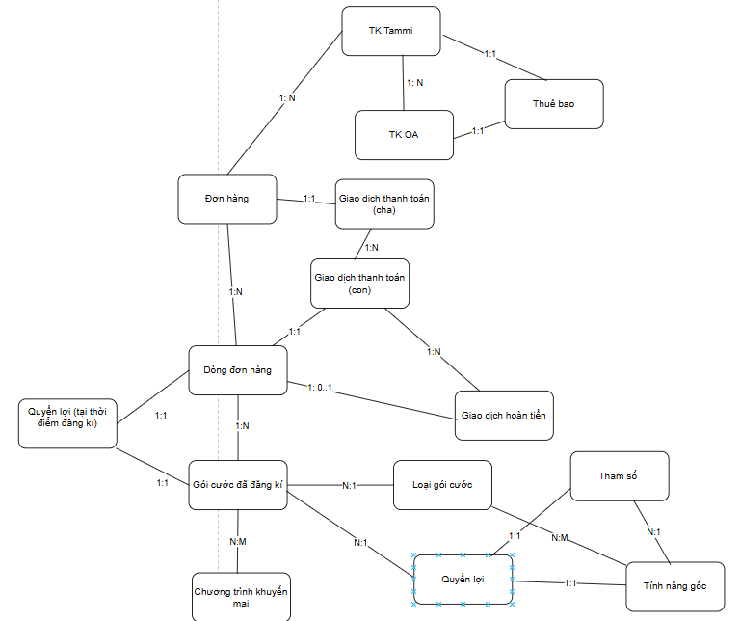 TK Tammi
1:1
1: N
1: N
Thuê bao
TK OA
1:1
Đơn hàng
1:1
Giao dịch thanh toán
(cha)
1:N
Giao dịch thanh toán
(con)
1:N
1:1
1:N
Dòng đơn hàng
1: 0..1
Quyền lợi (tại thời
điểm đăng kí)
1:1
Giao dịch hoàn tiền
1:N
1:1
Gói cước đã đăng kí
N:1
Loại gói cước
Tham số
N:M
N:1
1:1
N:M
N:1
Chương trình khuyến
mại
Quyền lợi
1:1
Tính năng gốc